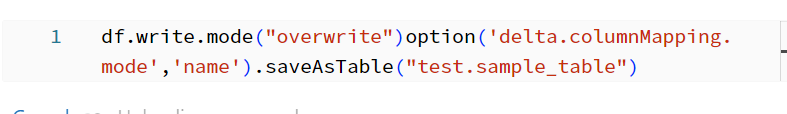 1 df.write.mode("overwrite")option('delta.columnMapping.
mode','name').saveAsTable("test.sample_table")